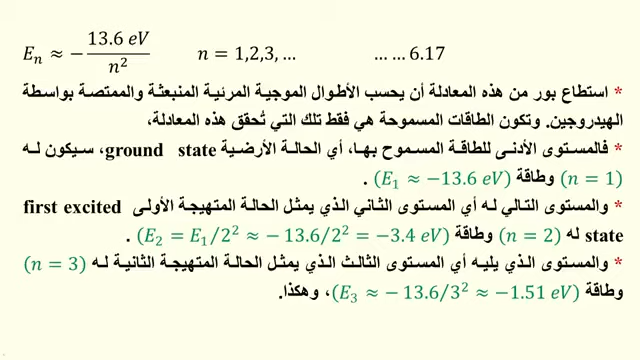 Eₙ ≈ − 13.6 eV / n²     n = 1,2,3, …     … … 6.17
* استطاع بور من هذه المعادلة أن يحسب الأطوال الموجية المرئية المنبعثة والممتصة بواسطة
الهيدروجين. وتكون الطاقات المسموحة هي فقط تلك التي تُحقق هذه المعادلة،
* فالمستوى الأدنى للطاقة المسموح بها، أي الحالة الأرضية ground state، سيكون له
(n = 1) وطاقة (E₁ ≈ −13.6 eV) .
* والمستوى التالي له أي المستوى الثاني الذي يمثل الحالة المتهيجة الأولى first excited
state له (n = 2) وطاقة (E₂ = E₁/2² ≈ − 13.6/2² = −3.4 eV) .
* والمستوى الذي يليه أي المستوى الثالث الذي يمثل الحالة المتهيجة الثانية له (n = 3)
وطاقة (E₃ ≈ − 13.6/3² ≈ −1.51 eV)، وهكذا.